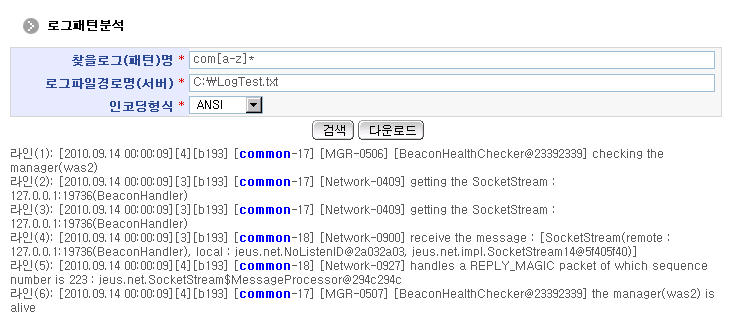 로그패턴분석
찾을로그(패턴)명 * com[a-z]*
로그파일경로명(서버) * C:\LogTest.txt
인코딩형식 * ANSI
검색 다운로드
라인(1): [2010.09.14 00:00:09][4][b193] [common-17] [MGR-0506] [BeaconHealthChecker@23392339] checking the
manager(was2)
라인(2): [2010.09.14 00:00:09][3][b193] [common-17] [Network-0409] getting the SocketStream :
127.0.0.1:19736(BeaconHandler)
라인(3): [2010.09.14 00:00:09][3][b193] [common-17] [Network-0409] getting the SocketStream :
127.0.0.1:19736(BeaconHandler)
라인(4): [2010.09.14 00:00:09][3][b193] [common-18] [Network-0900] receive the message : [SocketStream(remote :
127.0.0.1:19736(BeaconHandler), local : jeus.net.NoListenID@2a032a03, jeus.net.impl.SocketStream14@5f405f40)]
라인(5): [2010.09.14 00:00:09][4][b193] [common-18] [Network-0927] handles a REPLY_MAGIC packet of which sequence
number is 223 : jeus.net.SocketStream$MessageProcessor@294c294c
라인(6): [2010.09.14 00:00:09][4][b193] [common-17] [MGR-0507] [BeaconHealthChecker@23392339] the manager(was2) is
alive